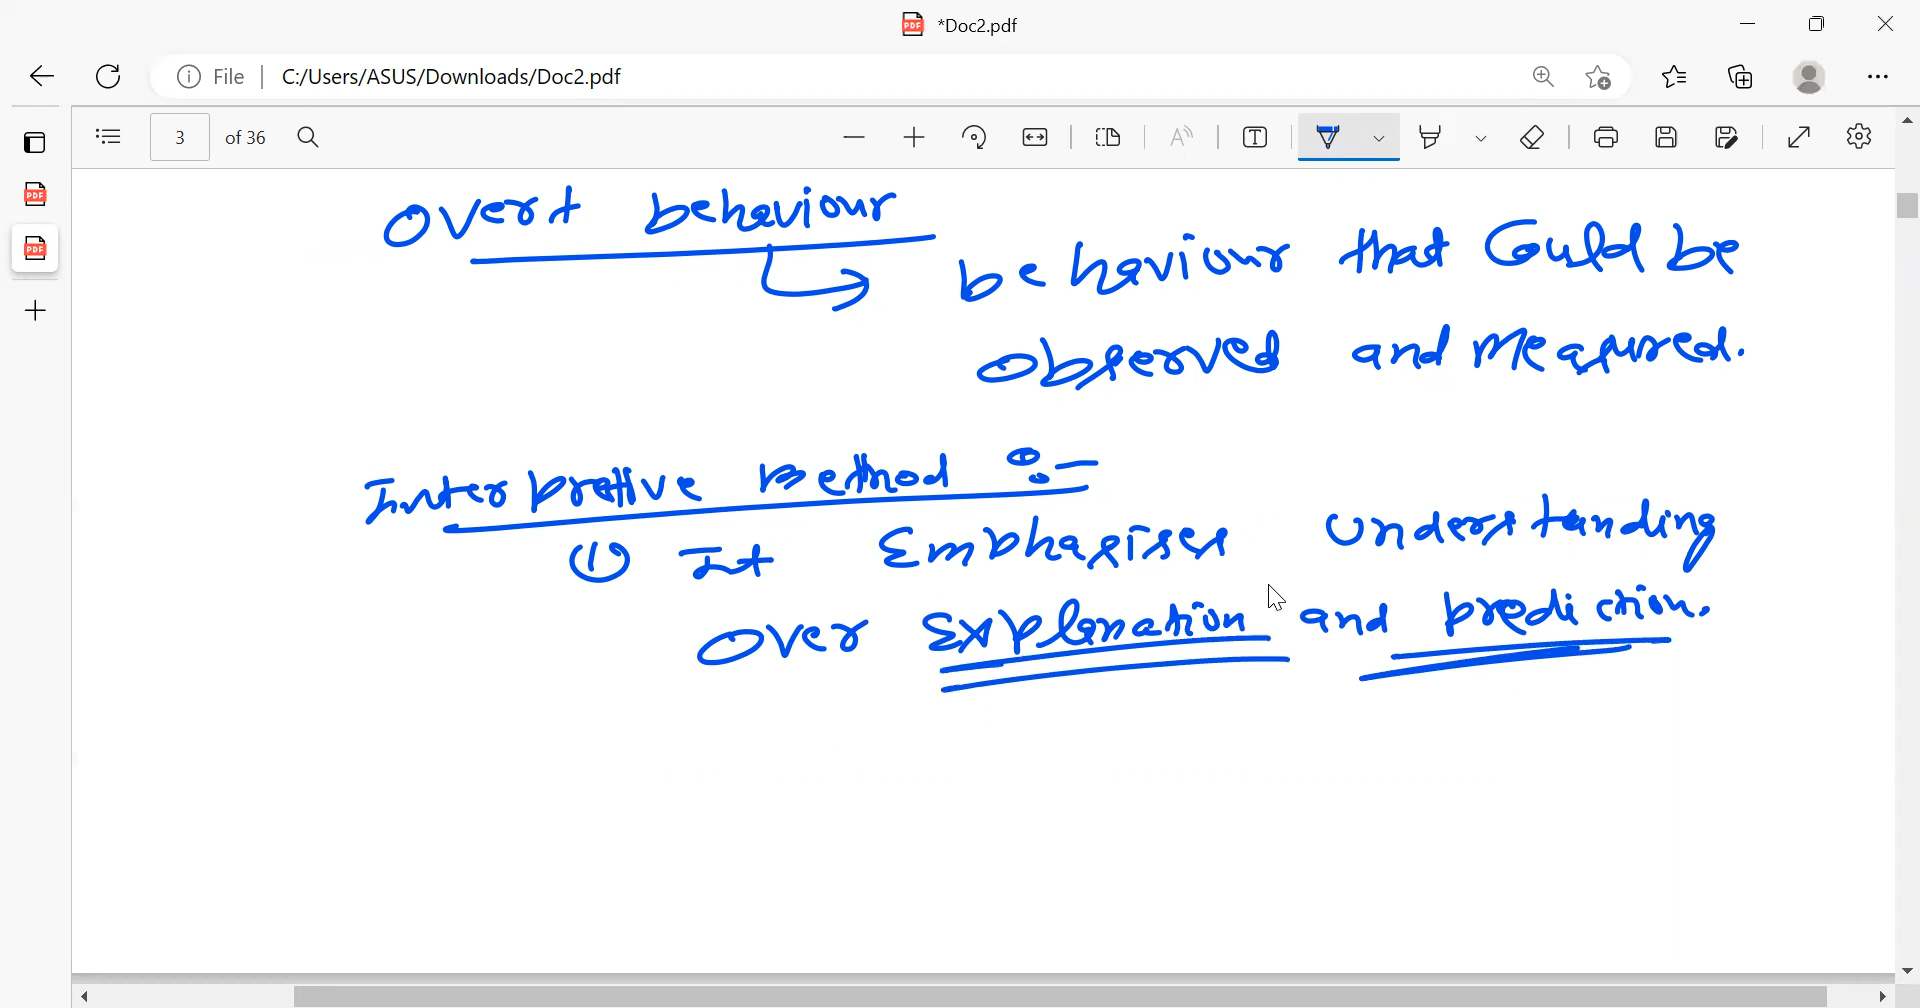 *Doc2.pdf
File C:/Users/ASUS/Downloads/Doc2.pdf
3 of 36
Overt behaviour
behaviour that Could be
observed and measured.
Interpretive Method :-
① It Emphasises understanding
Over Explanation and prediction.